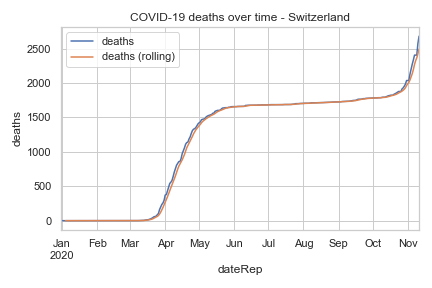 COVID-19 deaths over time - Switzerland
deaths
deaths (rolling)
2500
2000
1500
1000
500
0
deaths
Jan Feb Mar Apr May Jun Jul Aug Sep Oct Nov
2020
dateRep